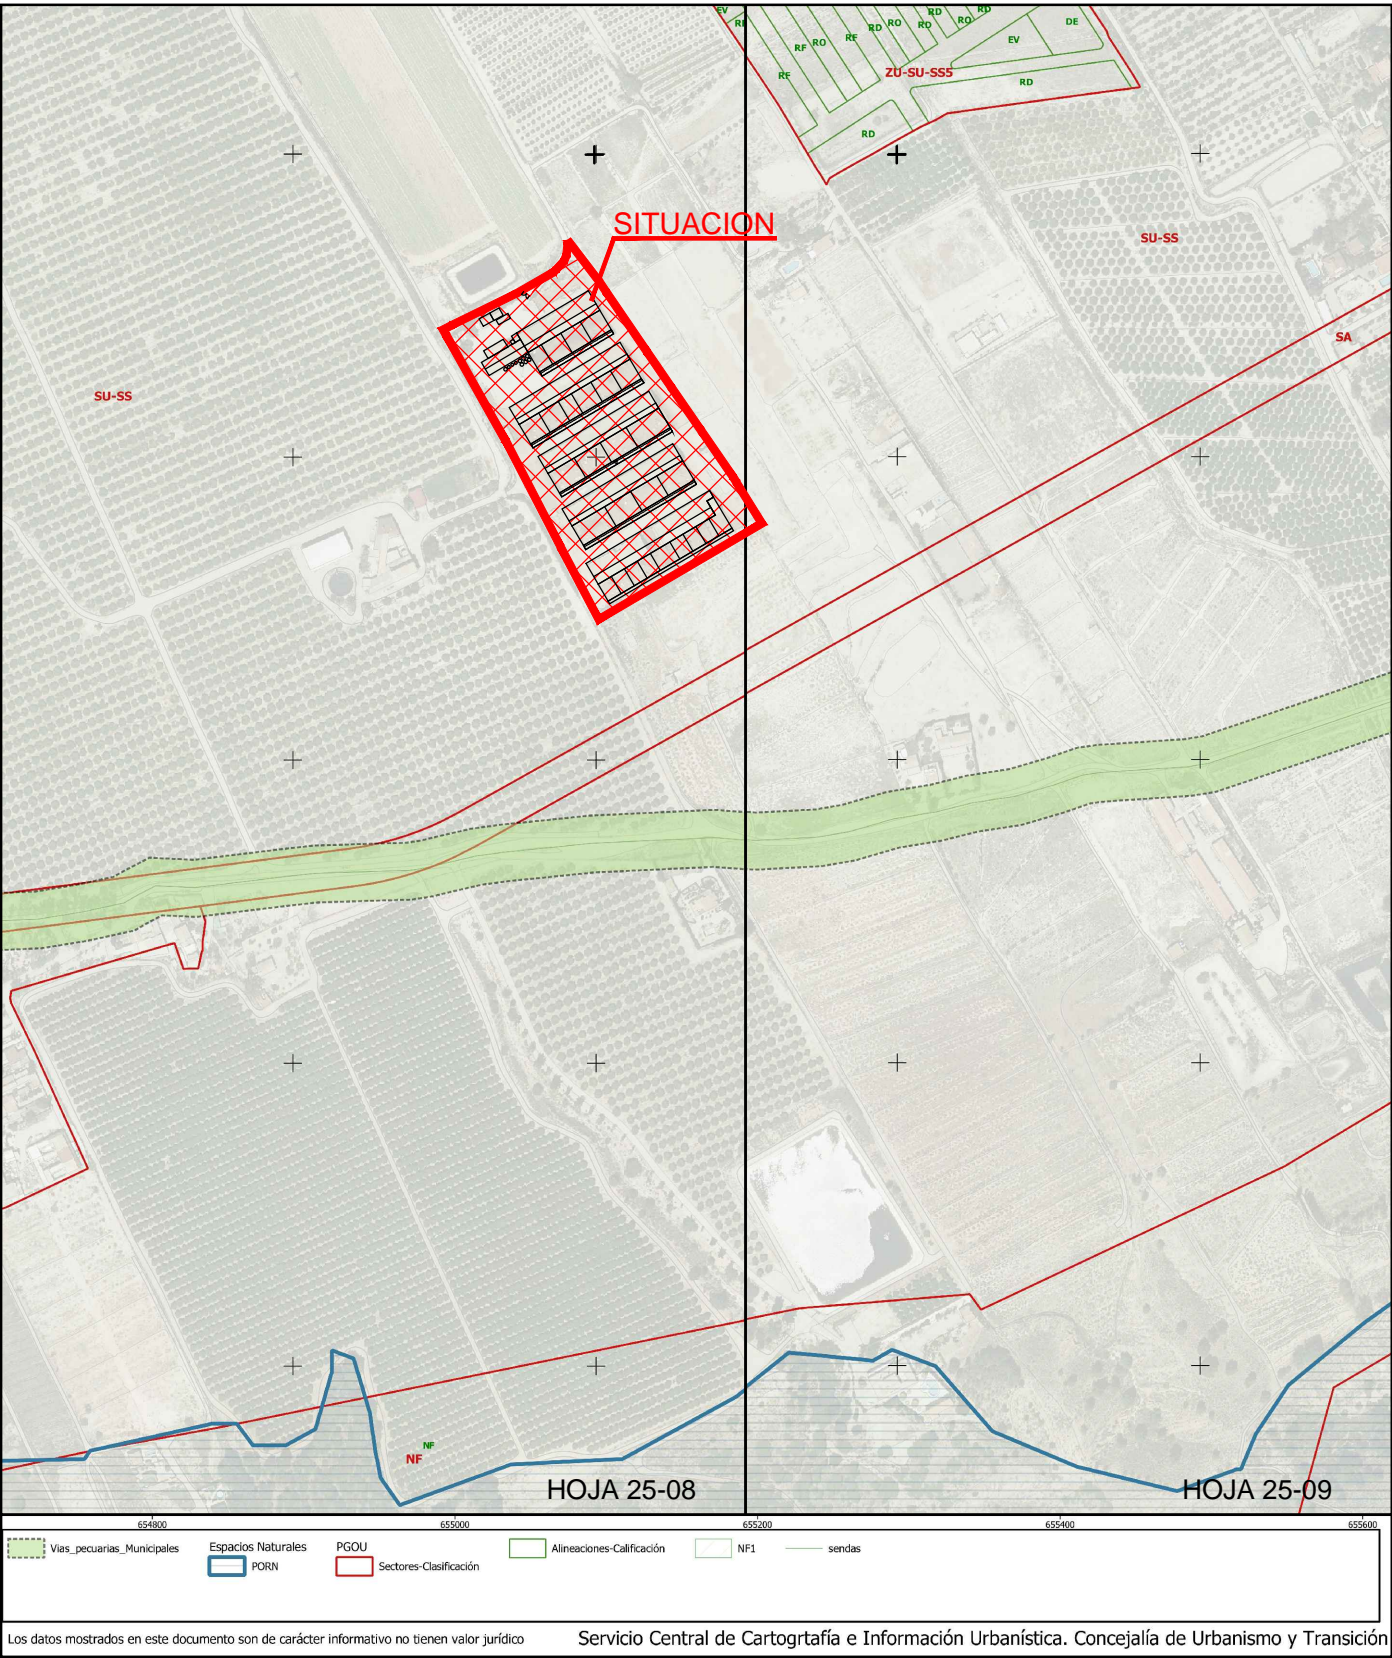 EV
RD
RO
RD
RF
RD
RO
RD
DE
RF
RO
EV
RF
ZU-SU-SS5
RD
RD
SITUACION
SU-SS
SA
SU-SS
NF
NF
HOJA 25-08
HOJA 25-09
654800
655000
655200
655400
655600
Vias_pecuarias_Municipales
Espacios Naturales
PORN
PGOU
Sectores-Clasificación
Alineaciones-Calificación
NF1
sendas
Los datos mostrados en este documento son de carácter informativo no tienen valor jurídico
Servicio Central de Cartogrtafía e Información Urbanística. Concejalía de Urbanismo y Transición